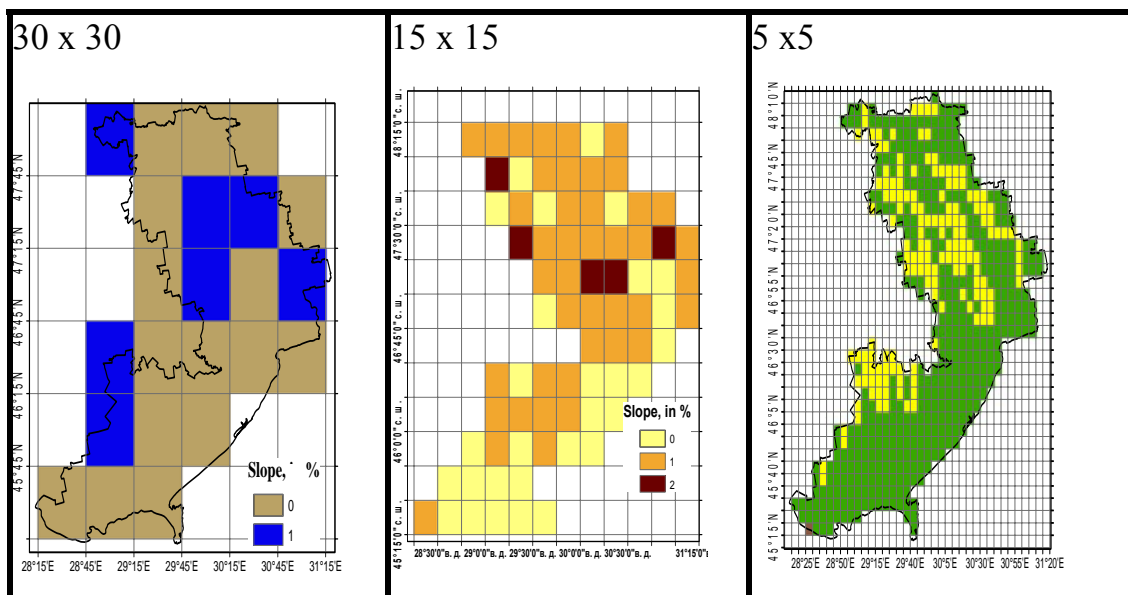 30 x 30
47°45'N
47°15'N
46°45'N
46°15'N
45°45'N
Slope, %
0
1
28°15'E 28°45'E 29°45'E 30°15'E 30°45'E 31°15'E
15 x 15
48°15'0"с. ш.
47°30'0"с. ш.
46°45'0"с. ш.
46°0'0"с. ш.
45°15'0"с. ш.
Slope, in %
0
1
2
28°30'0"в. д. 29°0'0"в. д. 29°30'0"в. д. 30°0'0"в. д. 30°30'0"в. д. 31°15'0"
5 x5
48°10'N
47°45'N
47°20'N
46°55'N
46°30'N
46°5'N
45°40'N
45°15'N
28°25'E 28°50'E 29°15'E 29°40'E 30°5'E 30°30'E 30°55'E 31°20'E